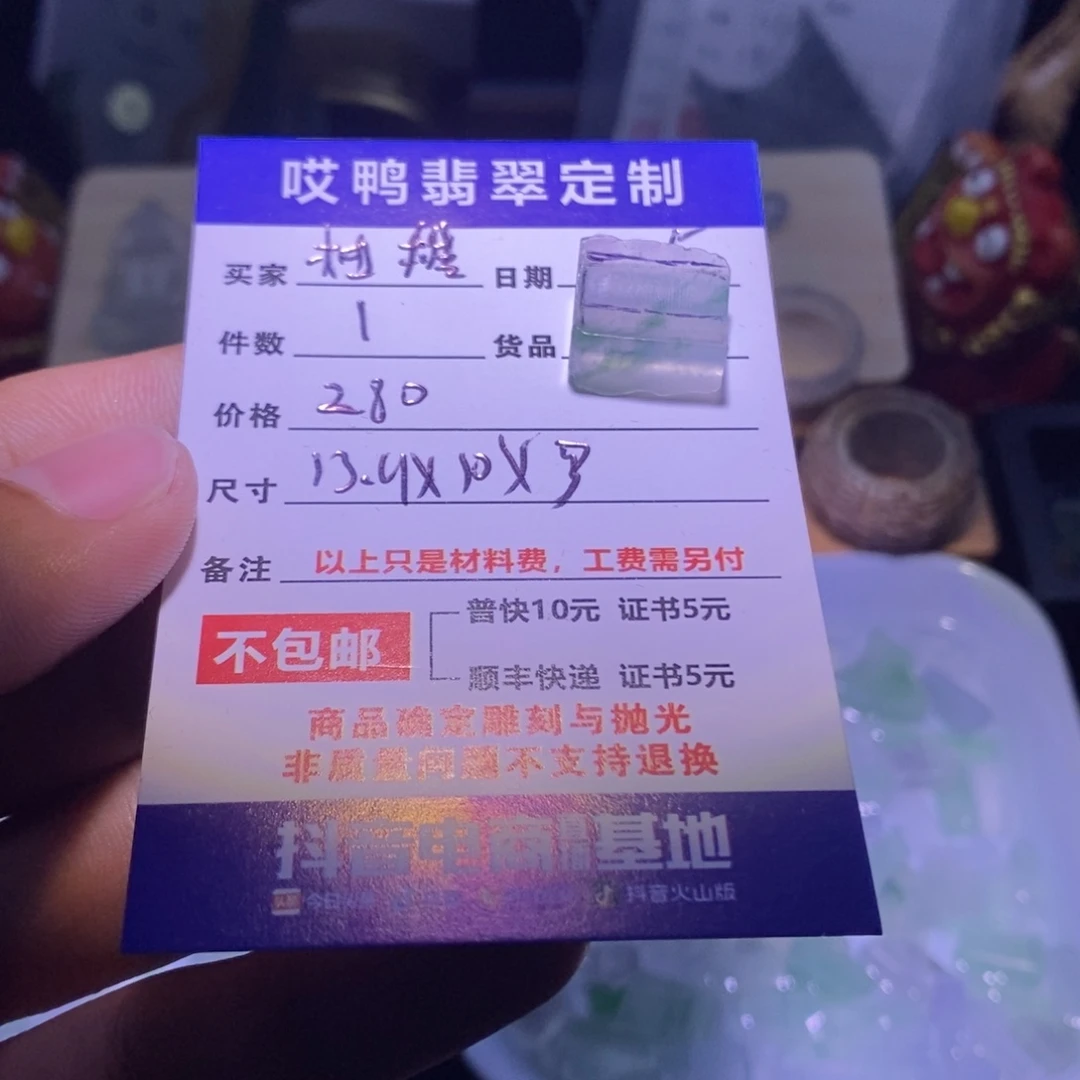 哎鸭翡翠定制
买家 日期
件数 1 货品
价格 280
尺寸 13.4X10X3
备注 以上只是材料费，工费需另付
不包邮
普快10元 证书5元
顺丰快递 证书5元
商品确定雕刻与抛光
非质量问题不支持退换
抖音电商直播基地
抖音火山版